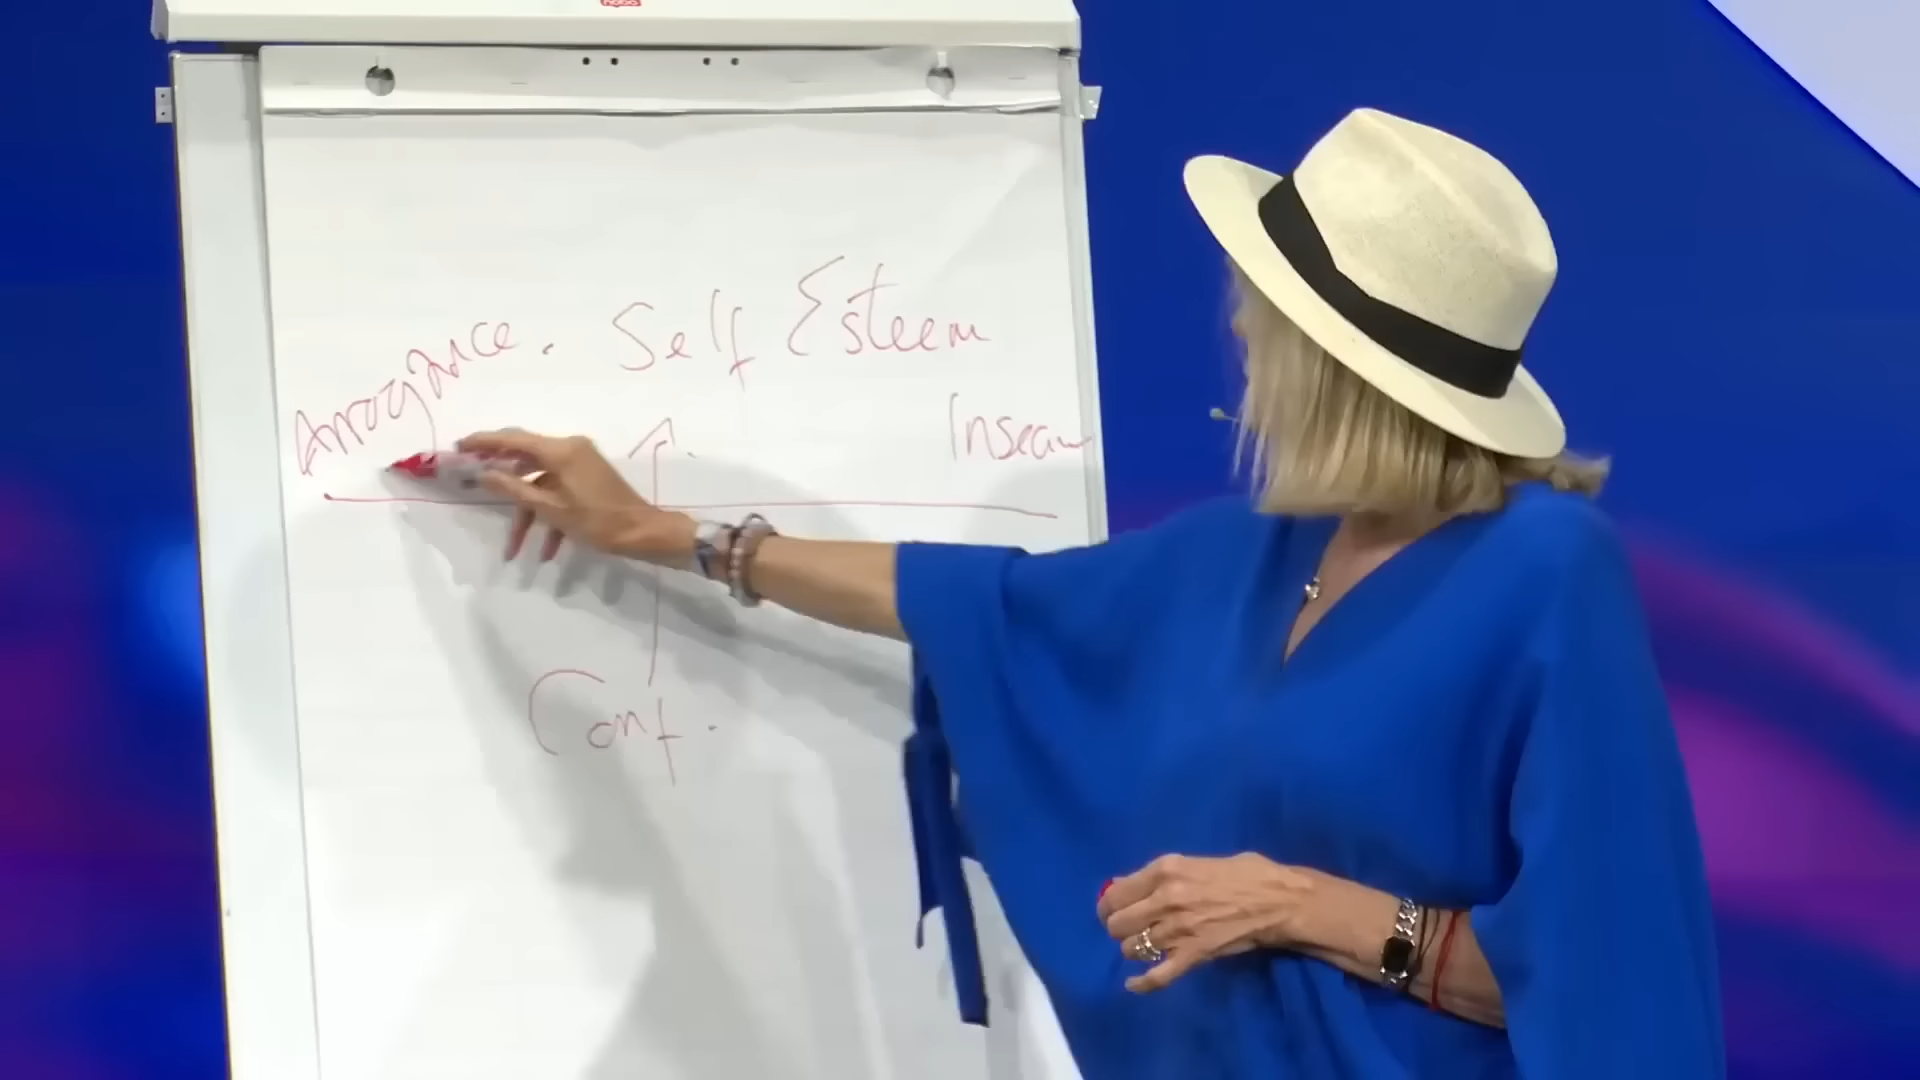 Arrogance. Self Esteem
Insecu
Conf.